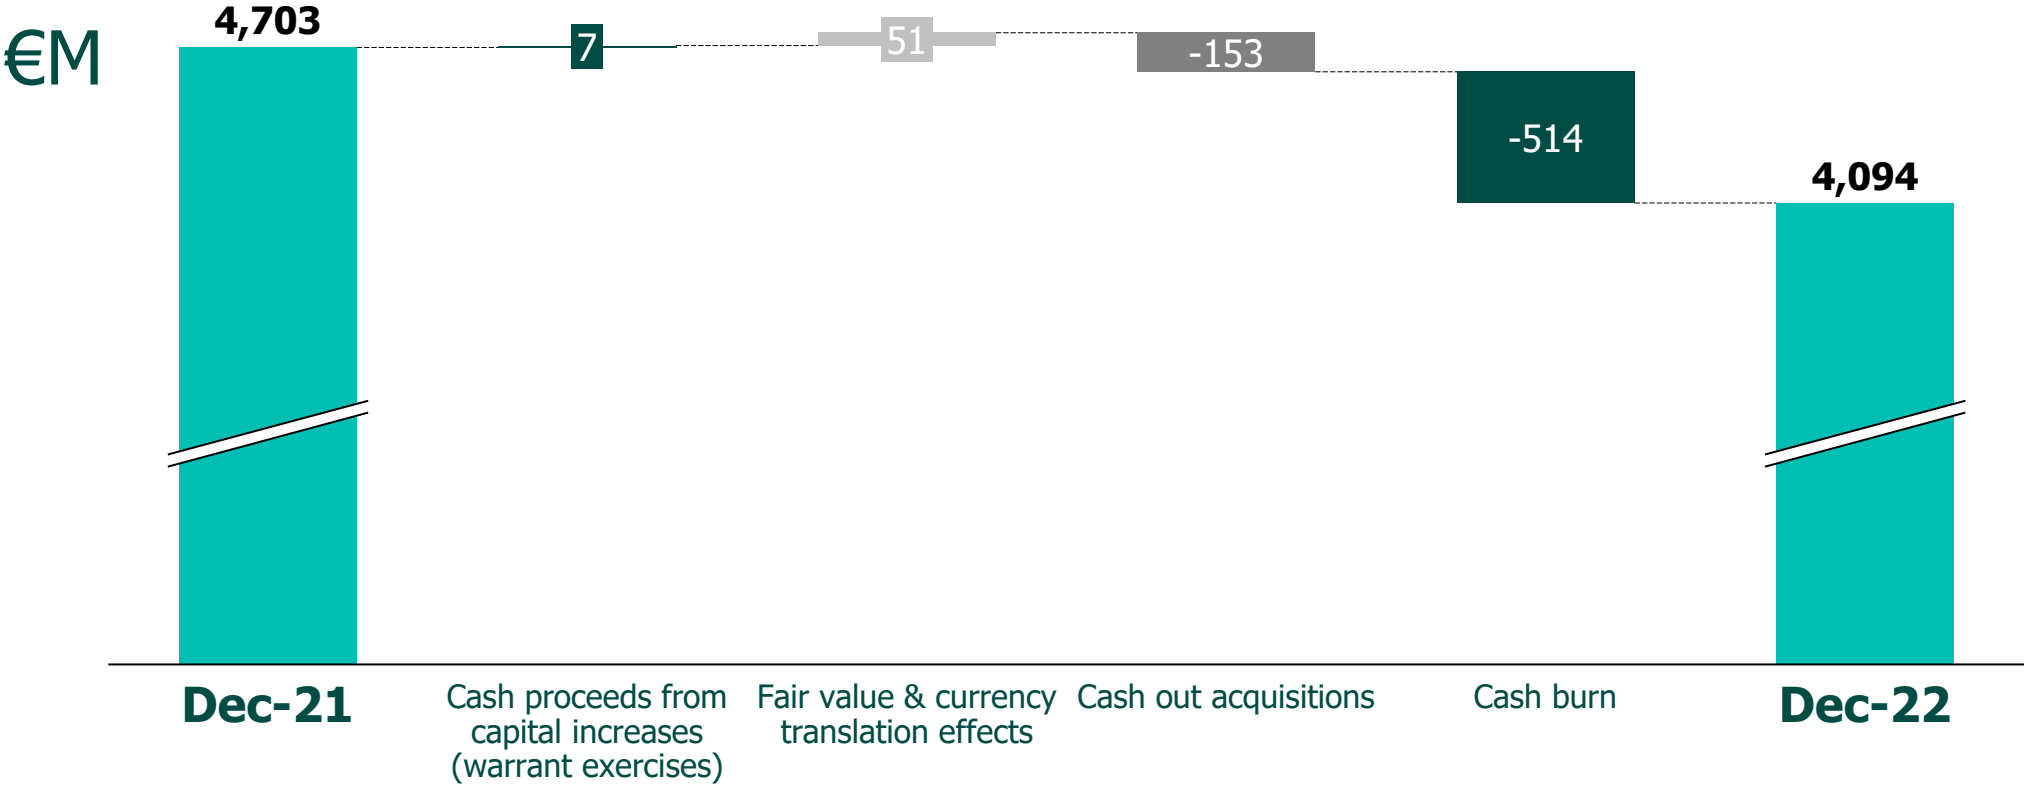 €M
4,703
7
51
-153
-514
4,094
Dec-21
Cash proceeds from
capital increases
(warrant exercises)
Fair value & currency
translation effects
Cash out acquisitions
Cash burn
Dec-22